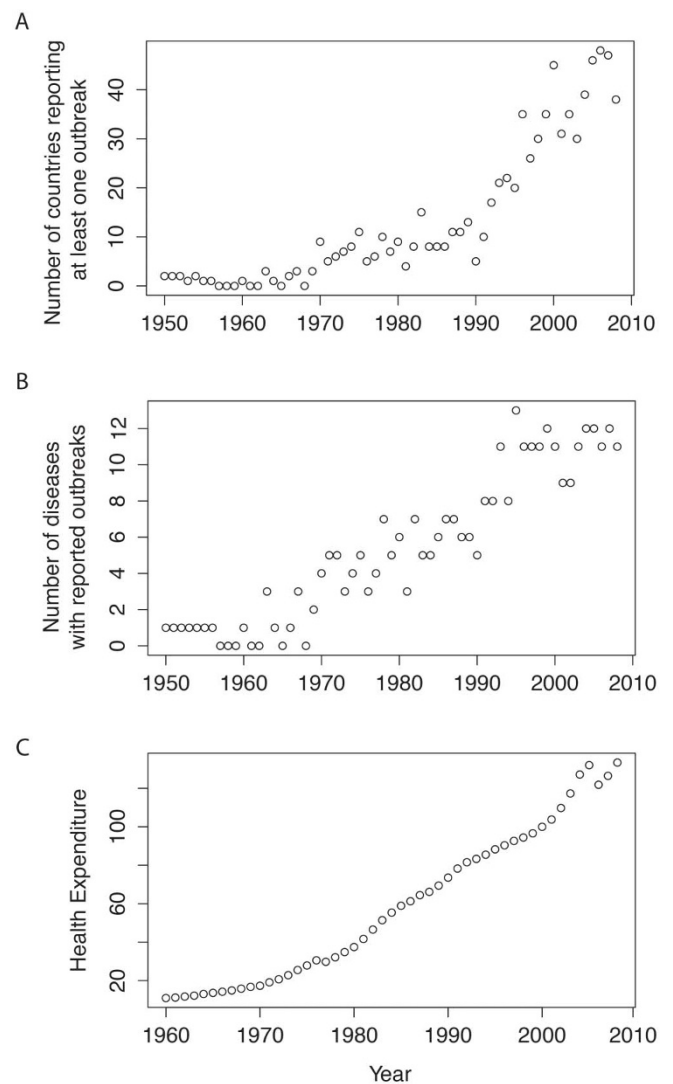 A
Number of countries reporting
at least one outbreak
40
30
20
10
0
1950 1960 1970 1980 1990 2000 2010
B
Number of diseases
with reported outbreaks
12
10
8
6
4
2
0
1950 1960 1970 1980 1990 2000 2010
C
Health Expenditure
100
60
20
1960 1970 1980 1990 2000 2010
Year